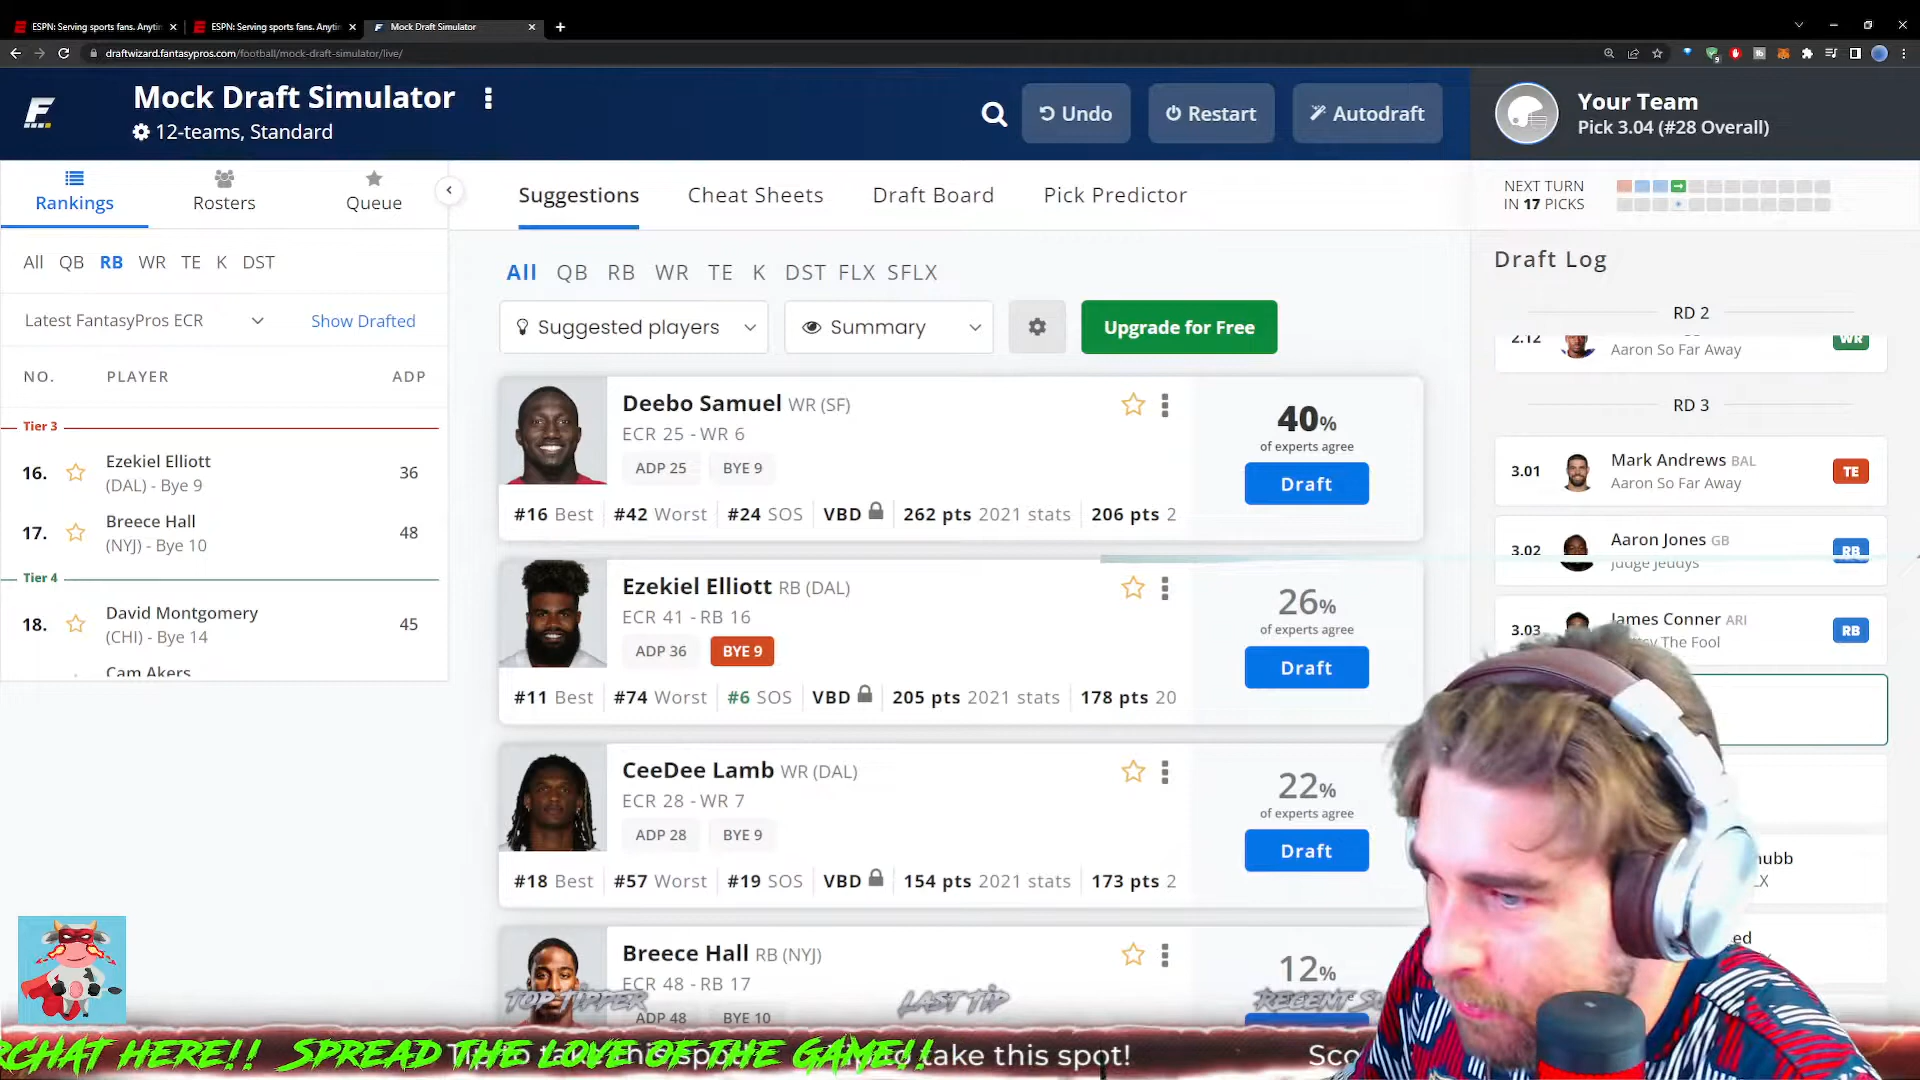 ESPN: Serving sports fans. Anytin
ESPN: Serving sports fans. Anytin
Mock Draft Simulator
draftwizard.fantasypros.com/football/mock-draft-simulator/live/
Mock Draft Simulator
12-teams, Standard
Undo
Restart
Autodraft
Your Team
Pick 3.04 (#28 Overall)
Rankings
Rosters
Queue
Suggestions
Cheat Sheets
Draft Board
Pick Predictor
NEXT TURN
IN 17 PICKS
All QB RB WR TE K DST
Latest FantasyPros ECR
Show Drafted
NO. PLAYER ADP
Tier 3
16. Ezekiel Elliott 36
(DAL) - Bye 9
17. Breece Hall 48
(NYJ) - Bye 10
Tier 4
18. David Montgomery 45
(CHI) - Bye 14
Cam Akers
All QB RB WR TE K DST FLX SFLX
Suggested players
Summary
Upgrade for Free
Deebo Samuel WR (SF)
ECR 25 - WR 6
ADP 25 BYE 9
#16 Best #42 Worst #24 SOS VBD 262 pts 2021 stats 206 pts 2
40%
of experts agree
Draft
Ezekiel Elliott RB (DAL)
ECR 41 - RB 16
ADP 36 BYE 9
#11 Best #74 Worst #6 SOS VBD 205 pts 2021 stats 178 pts 20
26%
of experts agree
Draft
CeeDee Lamb WR (DAL)
ECR 28 - WR 7
ADP 28 BYE 9
#18 Best #57 Worst #19 SOS VBD 154 pts 2021 stats 173 pts 2
22%
of experts agree
Draft
Breece Hall RB (NYJ)
ECR 48 - RB 17
ADP 48 BYE 10
12%
Draft Log
RD 2
2.12 Aaron So Far Away WR
RD 3
3.01 Mark Andrews BAL TE
Aaron So Far Away
3.02 Aaron Jones GB RB
Judge Jeudys
3.03 James Conner ARI RB
The Fool
TOP TIPPER
LAST TIP
RECENT S
RCHAT HERE!! SPREAD THE LOVE OF THE GAME!!
take this spot!
Sco